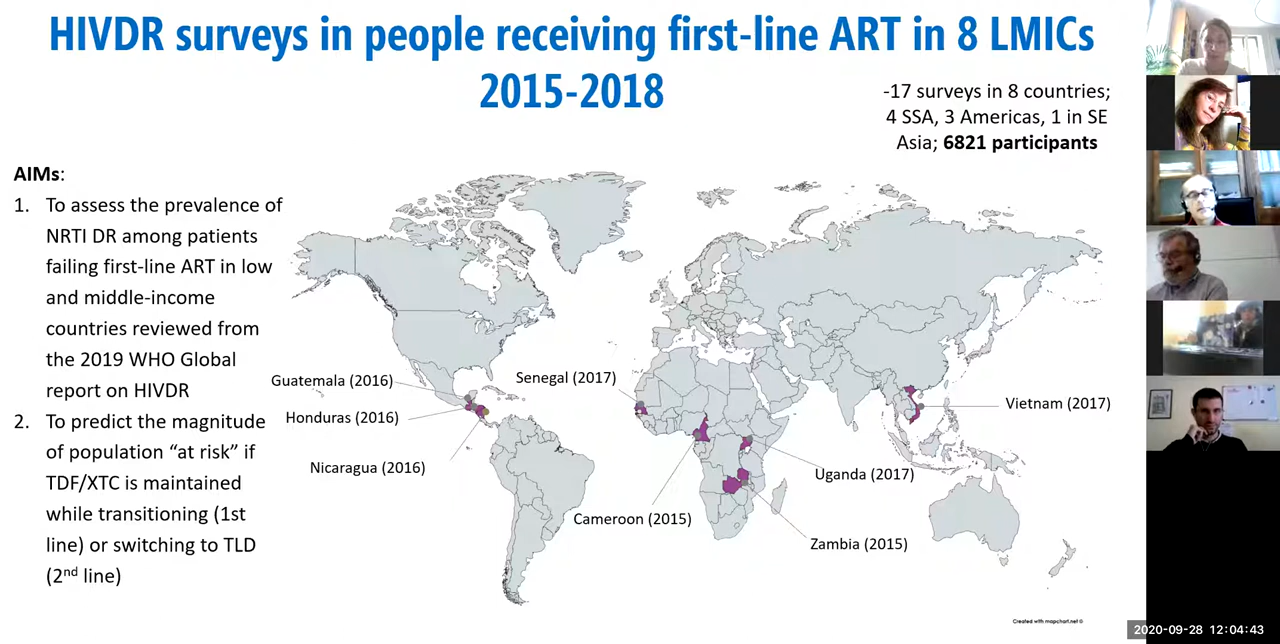 HIVDR surveys in people receiving first-line ART in 8 LMICs
2015-2018
-17 surveys in 8 countries;
4 SSA, 3 Americas, 1 in SE
Asia; 6821 participants
AIMs:
1. To assess the prevalence of
NRTI DR among patients
failing first-line ART in low
and middle-income
countries reviewed from
the 2019 WHO Global
report on HIVDR
2. To predict the magnitude
of population “at risk” if
TDF/XTC is maintained
while transitioning (1st
line) or switching to TLD
(2nd line)
Guatemala (2016)
Honduras (2016)
Nicaragua (2016)
Senegal (2017)
Cameroon (2015)
Uganda (2017)
Zambia (2015)
Vietnam (2017)
Created with mapchart.net ©
2020-09-28 12:04:43